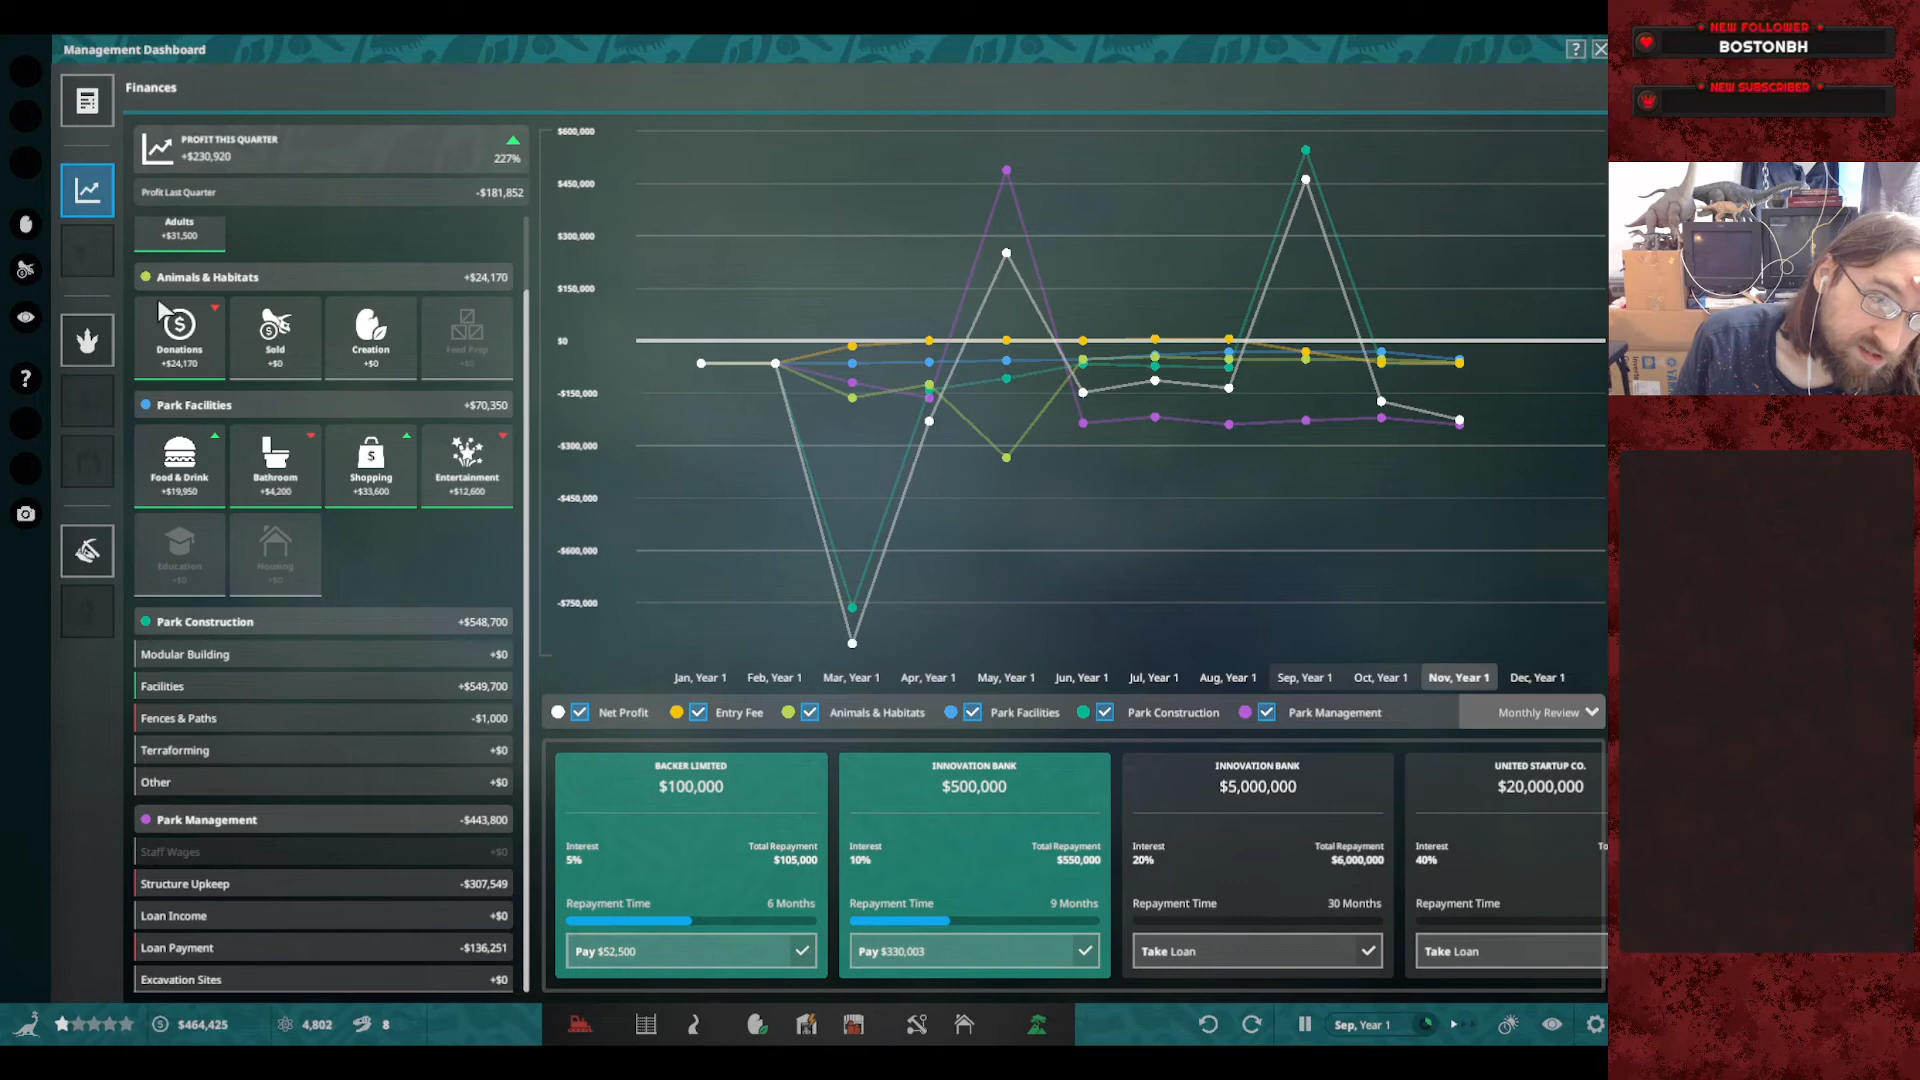 Management Dashboard
?
Finances
PROFIT THIS QUARTER
+$230,920
227%
Profit Last Quarter
-$181,852
Adults
+$31,500
Animals & Habitats
+$24,170
Donations
+$24,170
Sold
+$0
Creation
+$0
Feed Prep
+$0
Park Facilities
+$70,350
Food & Drink
+$19,950
Bathroom
+$4,200
Shopping
+$33,600
Entertainment
+$12,600
Education
+$0
Housing
+$0
Park Construction
+$548,700
Modular Building
+$0
Facilities
+$549,700
Fences & Paths
-$1,000
Terraforming
+$0
Other
+$0
Park Management
-$443,800
Staff Wages
+$0
Structure Upkeep
-$307,549
Loan Income
+$0
Loan Payment
-$136,251
Excavation Sites
+$0
$600,000
$450,000
$300,000
$150,000
$0
-$150,000
-$300,000
-$450,000
-$600,000
-$750,000
Jan, Year 1
Feb, Year 1
Mar, Year 1
Apr, Year 1
May, Year 1
Jun, Year 1
Jul, Year 1
Aug, Year 1
Sep, Year 1
Oct, Year 1
Nov, Year 1
Dec, Year 1
Net Profit
Entry Fee
Animals & Habitats
Park Facilities
Park Construction
Park Management
Monthly Review
BACKER LIMITED
$100,000
Interest
Total Repayment
5%
$105,000
Repayment Time
6 Months
Pay $52,500
INNOVATION BANK
$500,000
Interest
Total Repayment
10%
$550,000
Repayment Time
9 Months
Pay $330,003
INNOVATION BANK
$5,000,000
Interest
Total Repayment
20%
$6,000,000
Repayment Time
30 Months
Take Loan
UNITED STARTUP CO.
$20,000,000
Interest
To
40%
Repayment Time
Take Loan
?
$464,425
4,802
8
Sep, Year 1
NEW FOLLOWER
BOSTONBH
NEW SUBSCRIBER